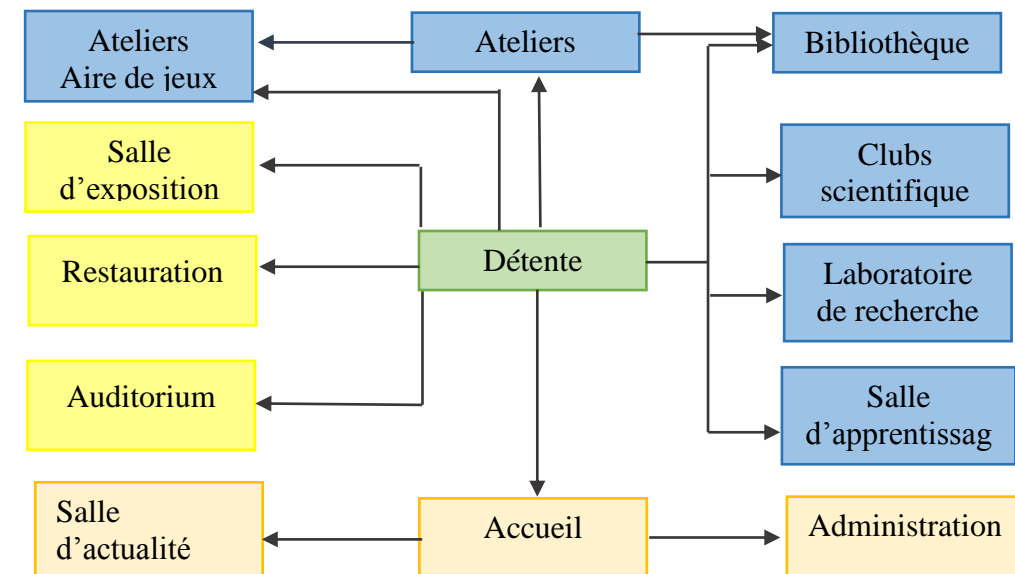 Ateliers
Aire de jeux
Ateliers
Bibliothèque
Salle
d’exposition
Clubs
scientifique
Restauration
Détente
Laboratoire
de recherche
Auditorium
Salle
d’apprentissag
Salle
d’actualité
Accueil
Administration